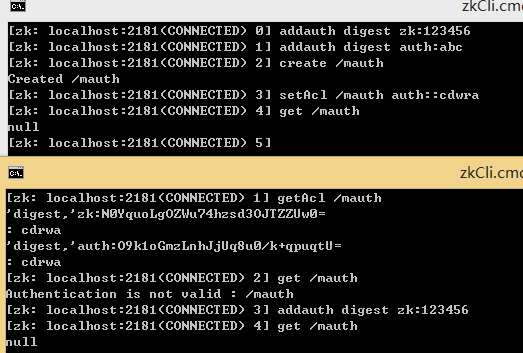 zkCli.cmd
[zk: localhost:2181(CONNECTED) 0] addauth digest zk:123456
[zk: localhost:2181(CONNECTED) 1] addauth digest auth:abc
[zk: localhost:2181(CONNECTED) 2] create /mauth
Created /mauth
[zk: localhost:2181(CONNECTED) 3] setAcl /mauth auth::cdwra
[zk: localhost:2181(CONNECTED) 4] get /mauth
null
[zk: localhost:2181(CONNECTED) 5]
zkCli.cmd
[zk: localhost:2181(CONNECTED) 1] getAcl /mauth
'digest,'zk:N0YquoLgOZWu74hzsd3OJTZZUw0=
: cdrwa
'digest,'auth:O9k1oGmzLnhJjUq8u0/k+qpuqtU=
: cdrwa
[zk: localhost:2181(CONNECTED) 2] get /mauth
Authentication is not valid : /mauth
[zk: localhost:2181(CONNECTED) 3] addauth digest zk:123456
[zk: localhost:2181(CONNECTED) 4] get /mauth
null